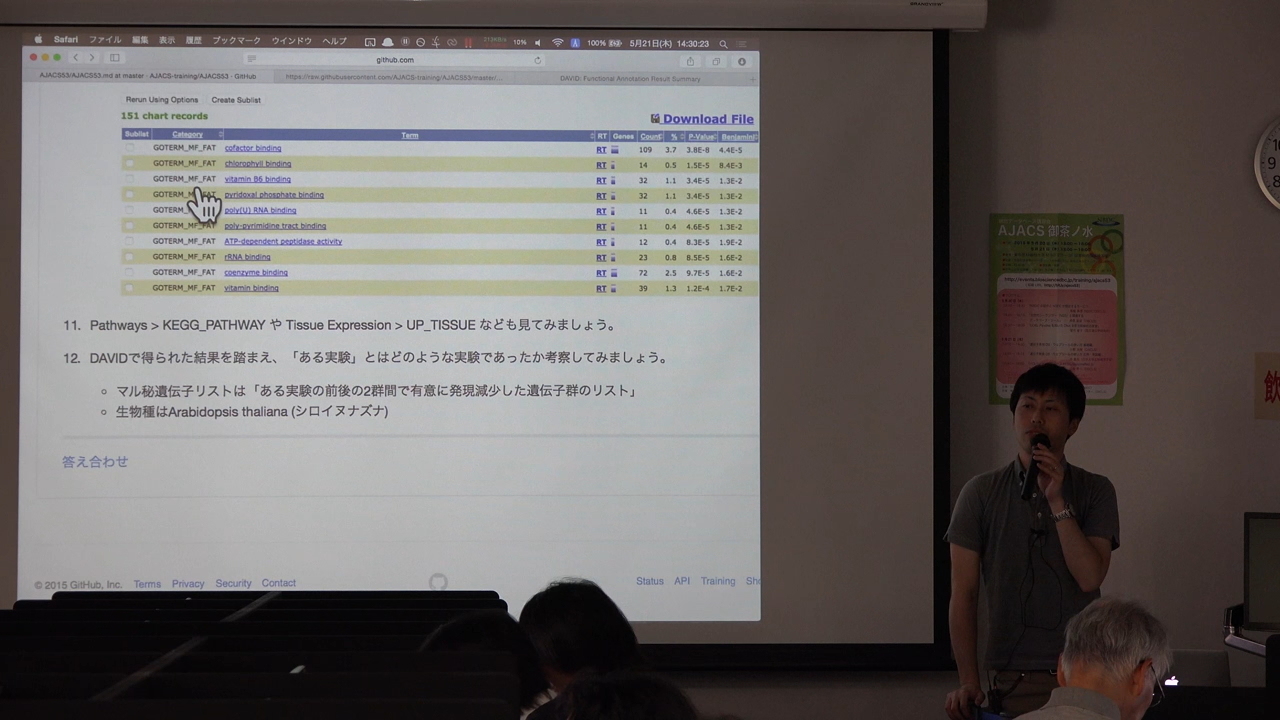 BRANDVIEW
Safari ファイル 編集 表示 履歴 ブックマーク ウインドウ ヘルプ 10% 100% 5月21日(木) 14:30:23
github.com
AJACS53/AJACS53.md at master · AJACS-training/AJACS53 · GitHub https://raw.githubusercontent.com/AJACS-training/AJACS53/master/... DAVID: Functional Annotation Result Summary
Rerun Using Options Create Sublist
151 chart records Download File
Sublist Category Term RT Genes Count % P-Value Benjamini
GOTERM_MF_FAT cofactor binding RT 109 3.7 3.8E-8 4.4E-5
GOTERM_MF_FAT chlorophyll binding RT 14 0.5 1.5E-5 8.4E-3
GOTERM_MF_FAT vitamin B6 binding RT 32 1.1 3.4E-5 1.3E-2
GOTERM_MF_FAT pyridoxal phosphate binding RT 32 1.1 3.4E-5 1.3E-2
GOTERM_MF_FAT poly(U) RNA binding RT 11 0.4 4.6E-5 1.3E-2
GOTERM_MF_FAT poly-pyrimidine tract binding RT 11 0.4 4.6E-5 1.3E-2
GOTERM_MF_FAT ATP-dependent peptidase activity RT 12 0.4 8.3E-5 1.9E-2
GOTERM_MF_FAT rRNA binding RT 23 0.8 8.5E-5 1.6E-2
GOTERM_MF_FAT coenzyme binding RT 72 2.5 9.7E-5 1.6E-2
GOTERM_MF_FAT vitamin binding RT 39 1.3 1.2E-4 1.7E-2
11. Pathways > KEGG_PATHWAY や Tissue Expression > UP_TISSUE なども見てみましょう。
12. DAVIDで得られた結果を踏まえ、「ある実験」とはどのような実験であったか考察してみましょう。
マル秘遺伝子リストは「ある実験の前後の2群間で有意に発現減少した遺伝子群のリスト」
生物種はArabidopsis thaliana (シロイヌナズナ)
答え合わせ
© 2015 GitHub, Inc. Terms Privacy Security Contact Status API Training Sho
AJACS 御茶ノ水
飲
10
9
8